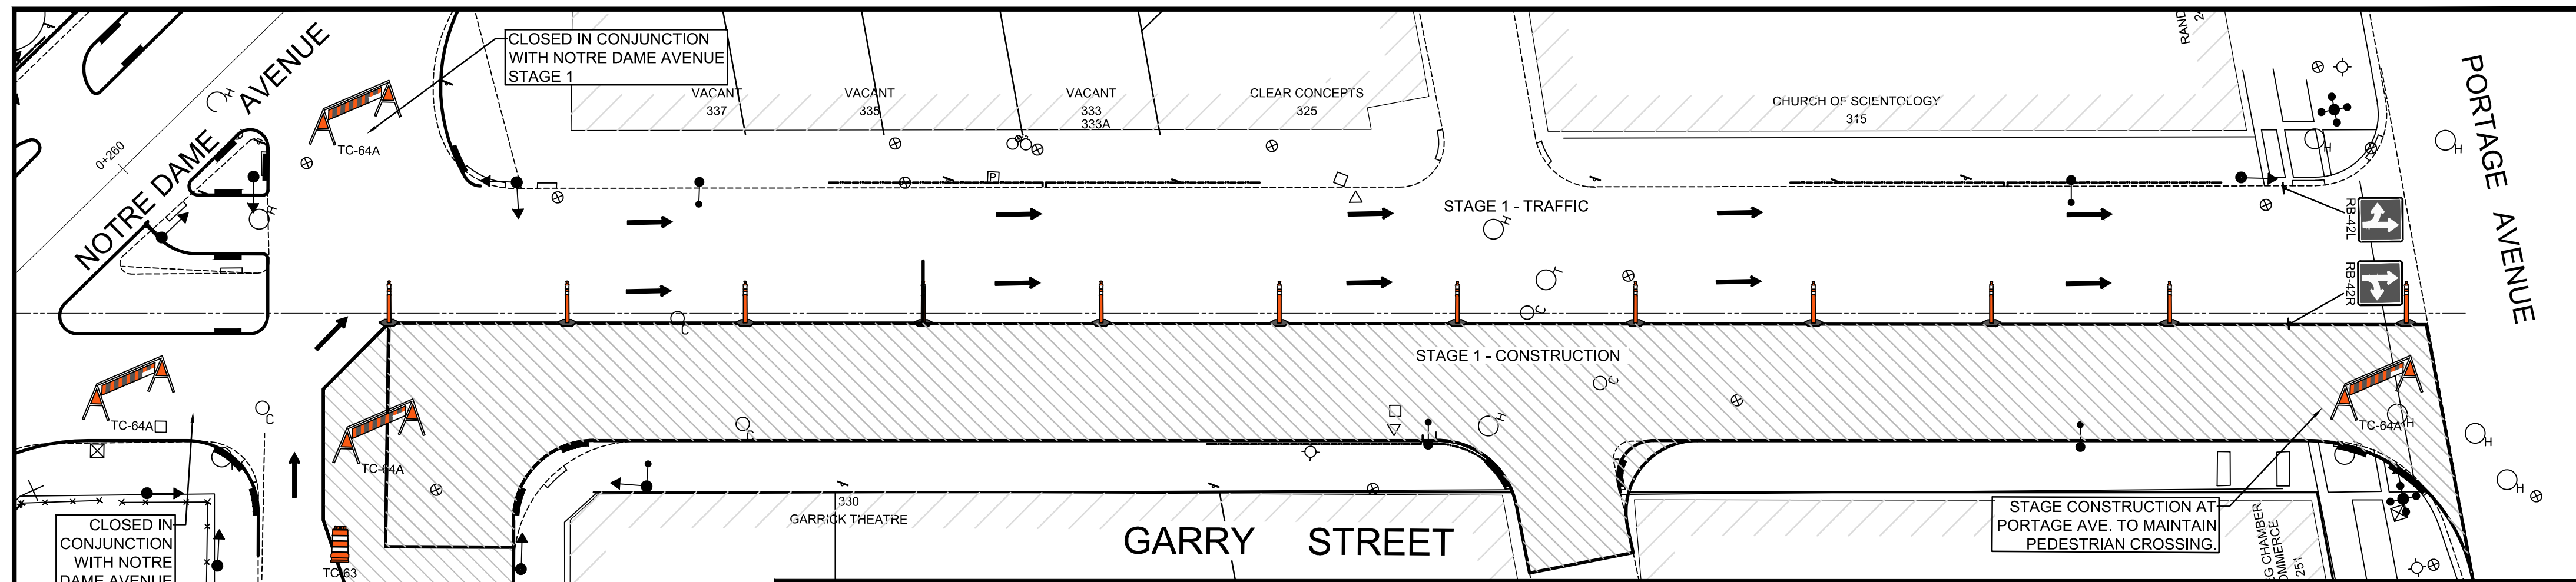 CLOSED IN CONJUNCTION
WITH NOTRE DAME AVENUE
STAGE 1
NOTRE DAME AVENUE
0+260
TC-64A
VACANT
337
VACANT
335
VACANT
333
333A
CLEAR CONCEPTS
325
CHURCH OF SCIENTOLOGY
315
H
H
P
H
H
PORTAGE AVENUE
STAGE 1 - TRAFFIC
H
T
C
C
RB-42L
RB-42R
STAGE 1 - CONSTRUCTION
C
TC-64A
C
TC-64A
C
H
TC-64A
H
H
H
CLOSED IN
CONJUNCTION
WITH NOTRE
DAME AVENUE
TC-63
330
GARRICK THEATRE
GARRY STREET
STAGE CONSTRUCTION AT
PORTAGE AVE. TO MAINTAIN
PEDESTRIAN CROSSING.
251